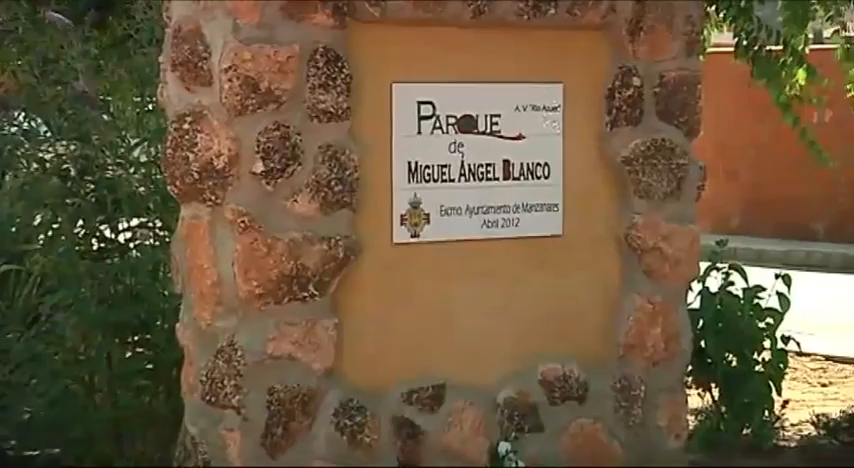 A. V. "Río Azuer"
PARQUE
de
MIGUEL ÁNGEL BLANCO
Excmo. Ayuntamiento de Manzanares
Abril 2012